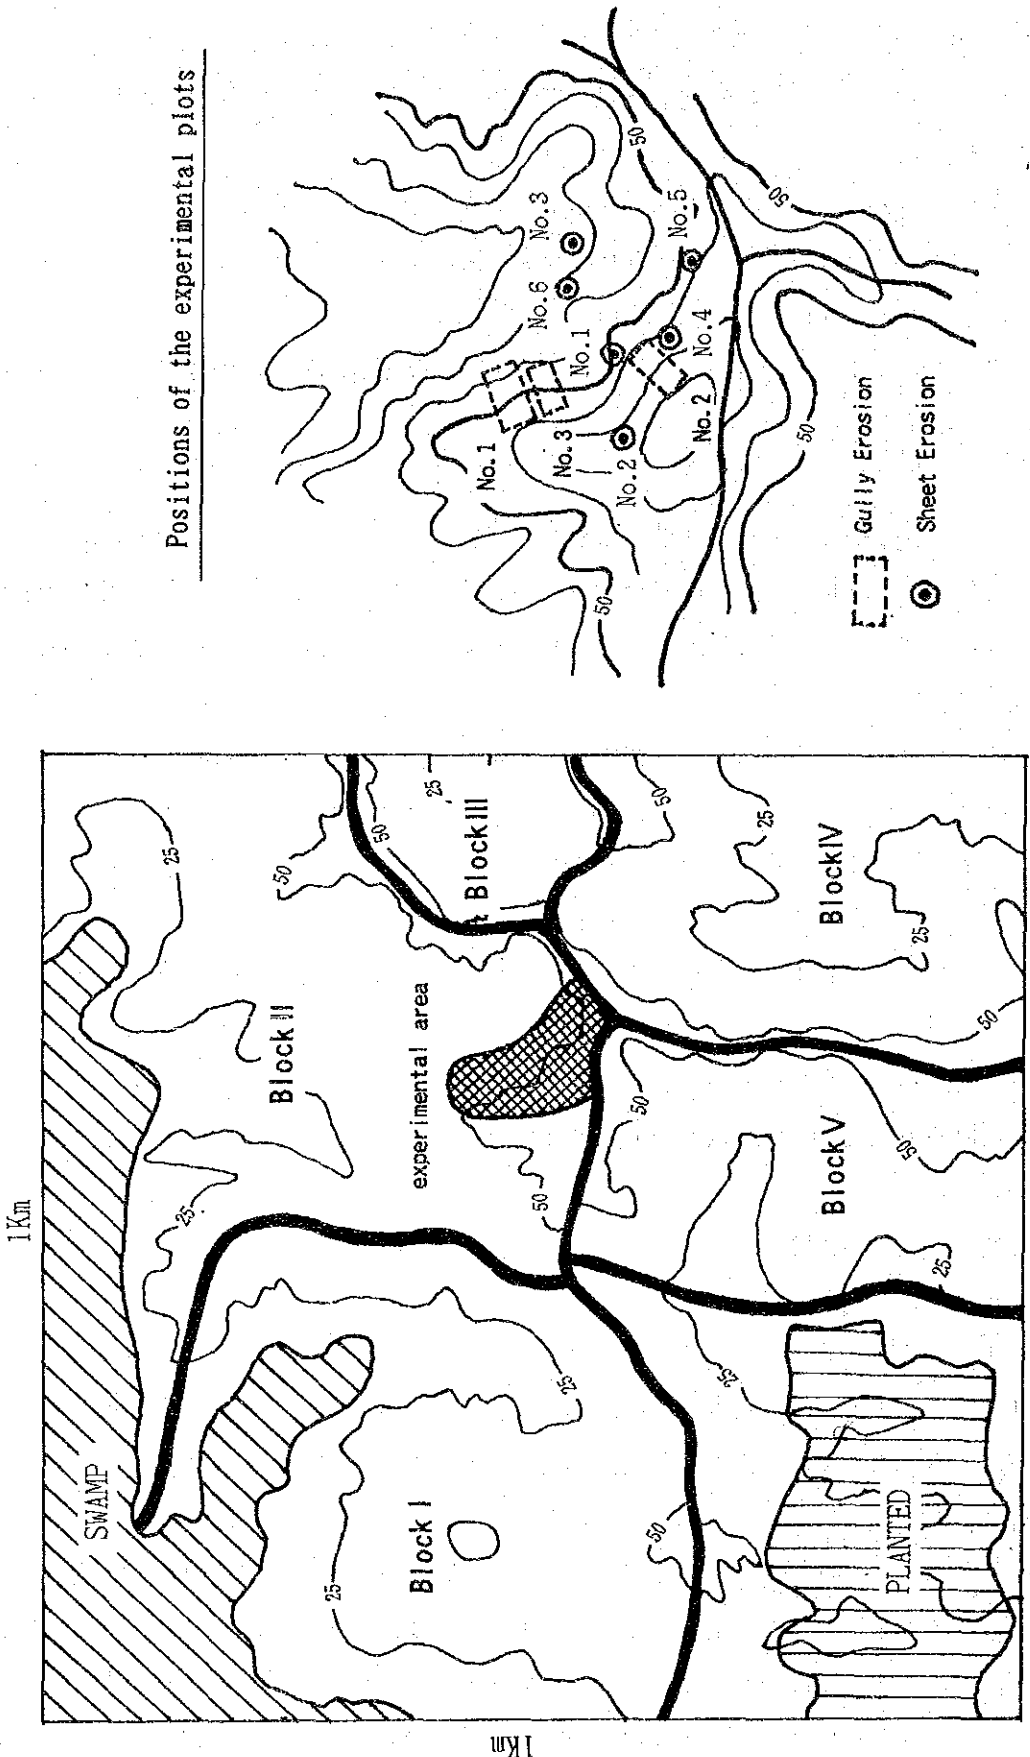 Positions of the experimental plots
No.3
No.6
No.1
No.5
No.4
No.1
No.3
No.2
No.2
50
50
50
50
Gully Erosion
Sheet Erosion
1Km
1Km
SWAMP
25
25
Block II
50
50
25
Block III
50
25
Block IV
25
50
experimental area
50
50
Block V
50
25
25
25
25
Block I
50
PLANTED